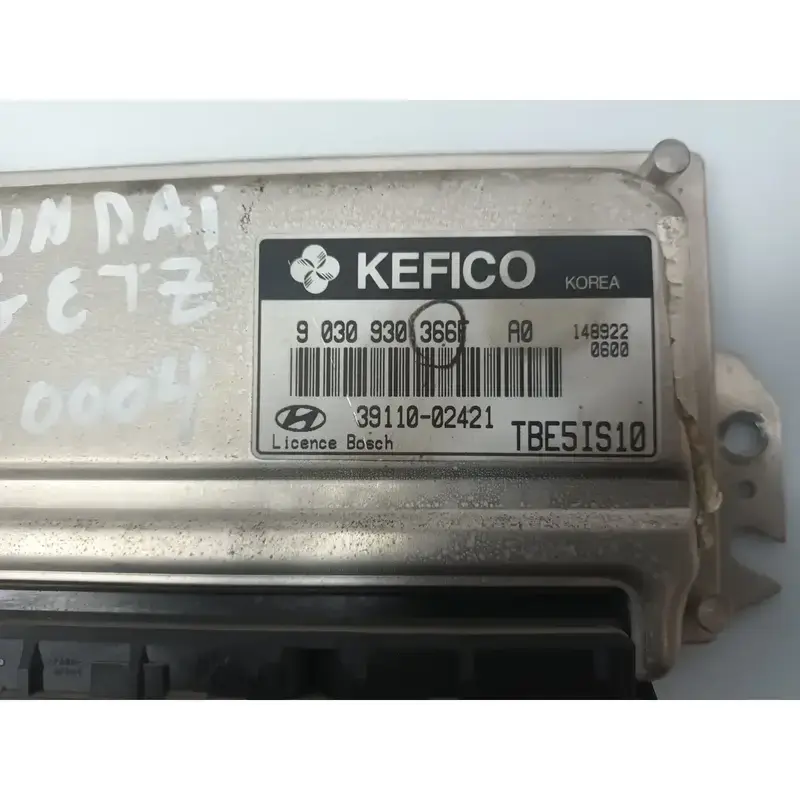 UNDAi
GETZ
0004
KEFICO
KOREA
9 030 930 366F A0 148922
0600
39110-02421
Licence Bosch
TBE5IS10